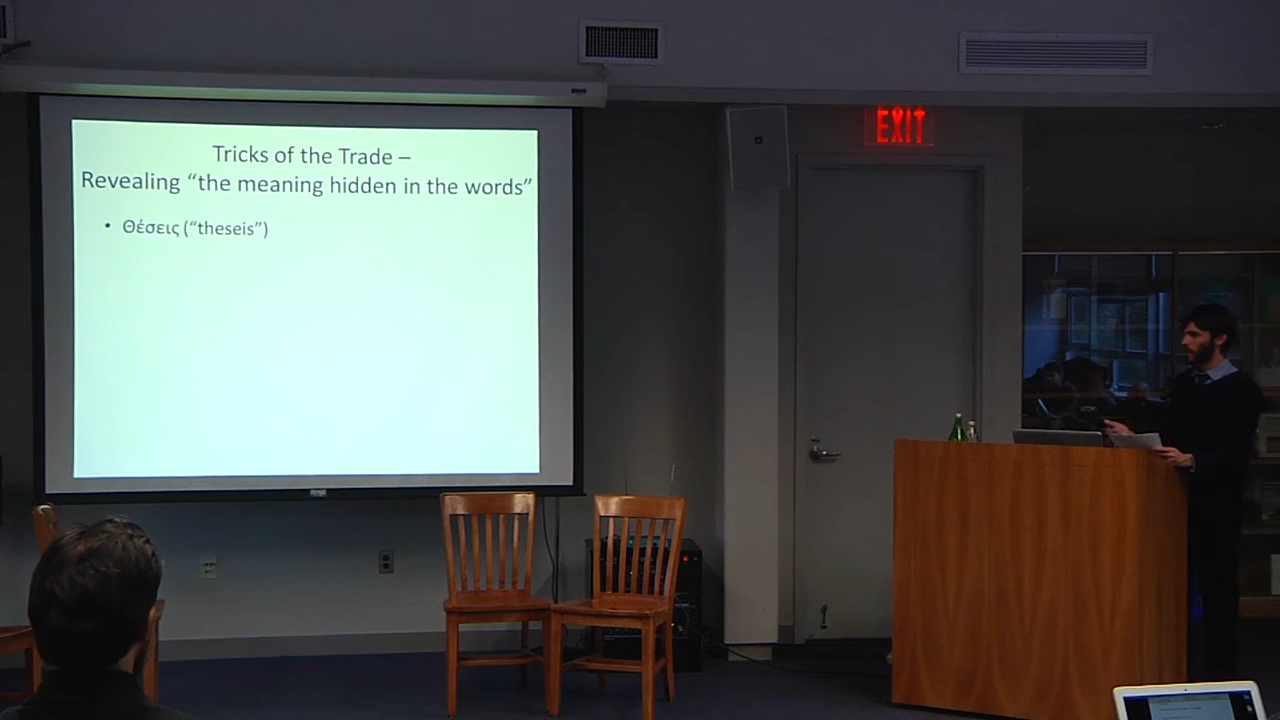 Tricks of the Trade –
Revealing “the meaning hidden in the words”
• Θέσεις (“theseis”)
EXIT